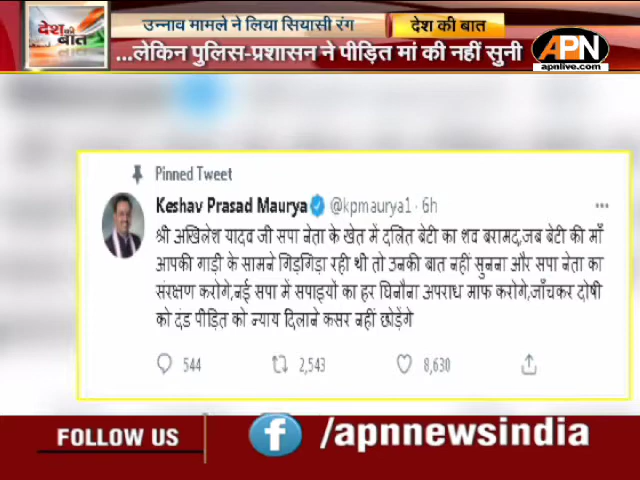 उन्नाव मामले ने लिया सियासी रंग
देश की बात
देश की बात
...लेकिन पुलिस-प्रशासन ने पीड़ित मां की नहीं सुनी
APN
apnlive.com
Pinned Tweet
Keshav Prasad Maurya @kpmaurya1 · 6h
श्री अखिलेश यादव जी सपा नेता के खेत में दलित बेटी का शव बरामद,जब बेटी की माँ
आपकी गाड़ी के सामने गिड़गिड़ा रही थी तो उनकी बात नहीं सुनना और सपा नेता का
संरक्षण करोगे,नई सपा में सपाइयों का हर घिनौना अपराध माफ करोगे,जाँचकर दोषी
को दंड पीड़ित को न्याय दिलाने कसर नहीं छोड़ेंगे
544 2,543 8,630
FOLLOW US f /apnnewsindia